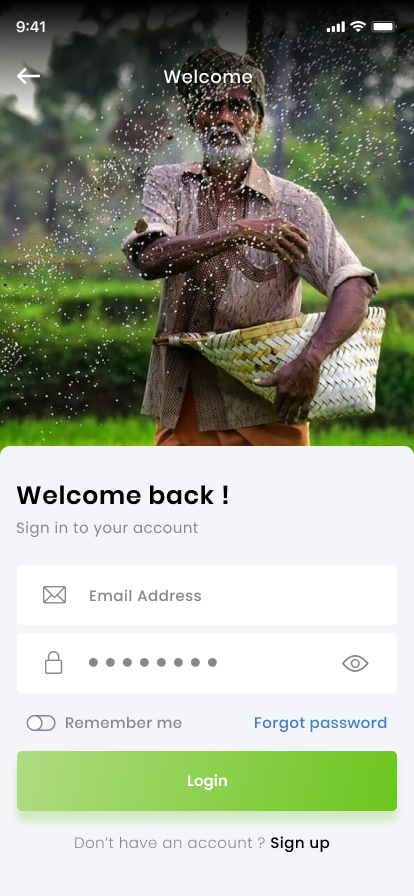 9:41
Welcome
Welcome back !
Sign in to your account
Email Address
Remember me
Forgot password
Login
Don't have an account ? Sign up